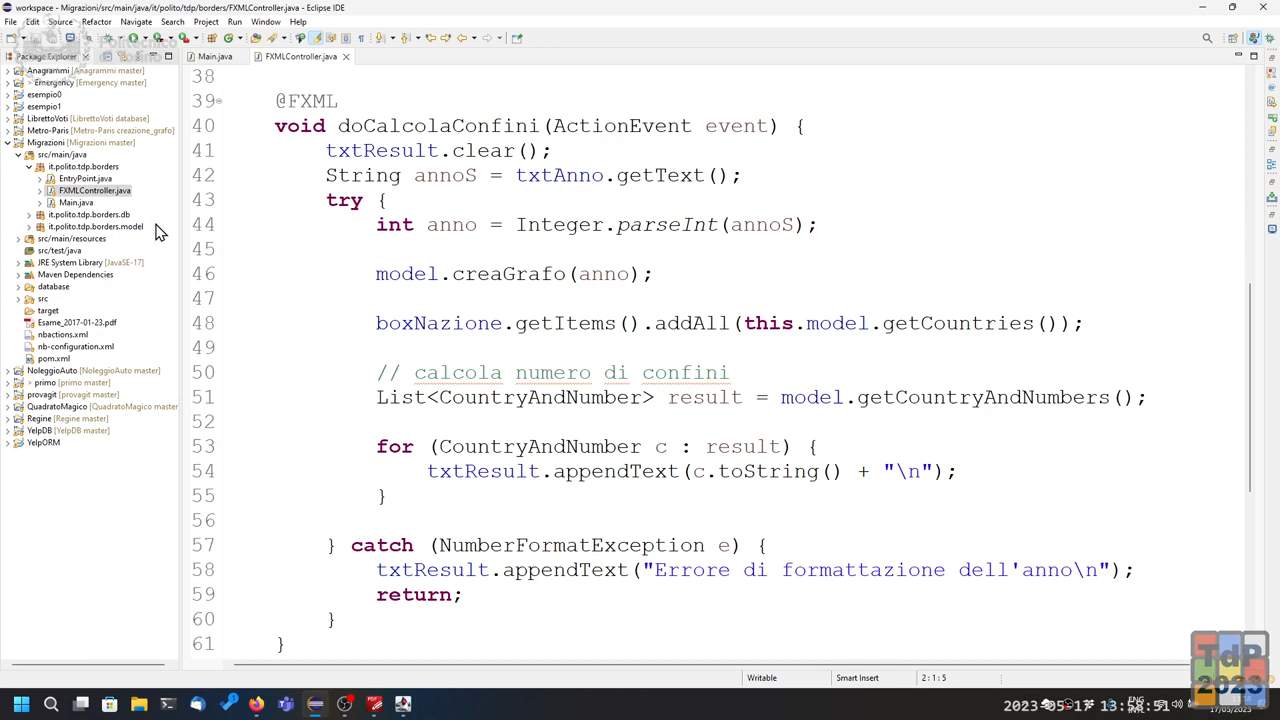 workspace - Migrazioni/src/main/java/it/polito/tdp/borders/FXMLController.java - Eclipse IDE
File Edit Source Refactor Navigate Search Project Run Window Help
Politecnico
Package Explorer
Main.java
FXMLController.java
Anagrammi [Anagrammi master]
> Emergency [Emergency master]
esempio0
esempio1
LibrettoVoti [LibrettoVoti database]
Metro-Paris [Metro-Paris creazione_grafo]
Migrazioni [Migrazioni master]
src/main/java
it.polito.tdp.borders
EntryPoint.java
FXMLController.java
Main.java
it.polito.tdp.borders.db
it.polito.tdp.borders.model
src/main/resources
src/test/java
JRE System Library [JavaSE-17]
Maven Dependencies
database
src
target
Esame_2017-01-23.pdf
nbactions.xml
nb-configuration.xml
pom.xml
NoleggioAuto [NoleggioAuto master]
> primo [primo master]
provagit [provagit master]
QuadratoMagico [QuadratoMagico master
Regine [Regine master]
YelpDB [YelpDB master]
YelpORM
38
39 @FXML
40 void doCalcolaConfini(ActionEvent event) {
41 txtResult.clear();
42 String annoS = txtAnno.getText();
43 try {
44 int anno = Integer.parseInt(annoS);
45
46 model.creaGrafo(anno);
47
48 boxNazione.getItems().addAll(this.model.getCountries());
49
50 // calcola numero di confini
51 List<CountryAndNumber> result = model.getCountryAndNumbers();
52
53 for (CountryAndNumber c : result) {
54 txtResult.appendText(c.toString() + "\n");
55 }
56
57 } catch (NumberFormatException e) {
58 txtResult.appendText("Errore di formattazione dell'anno\n");
59 return;
60 }
61 }
Writable Smart Insert 2:1:5
TdP
2023
ENG